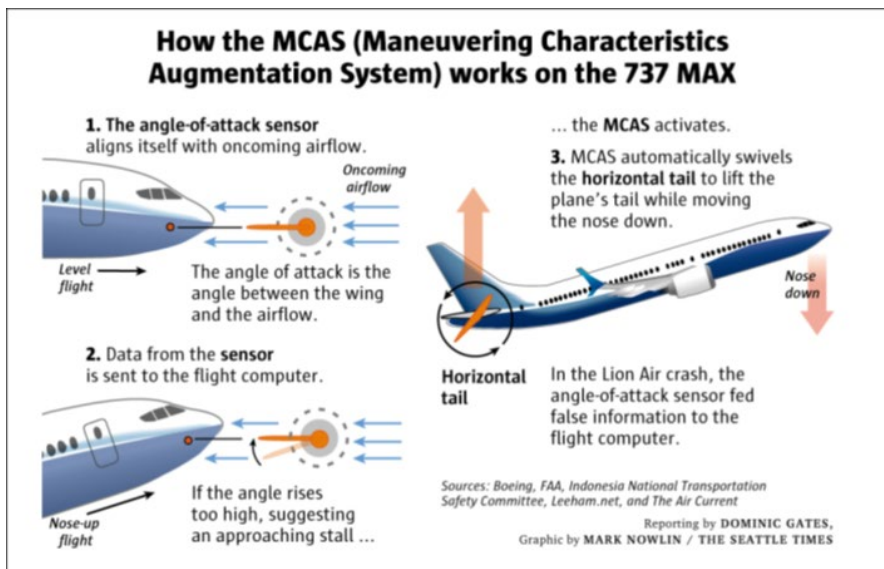 How the MCAS (Maneuvering Characteristics
Augmentation System) works on the 737 MAX
1. The angle-of-attack sensor
aligns itself with oncoming airflow.
Oncoming
airflow
Level
flight
The angle of attack is the
angle between the wing
and the airflow.
2. Data from the sensor
is sent to the flight computer.
Nose-up
flight
If the angle rises
too high, suggesting
an approaching stall ...
... the MCAS activates.
3. MCAS automatically swivels
the horizontal tail to lift the
plane's tail while moving
the nose down.
Nose
down
Horizontal
tail
In the Lion Air crash, the
angle-of-attack sensor fed
false information to the
flight computer.
Sources: Boeing, FAA, Indonesia National Transportation
Safety Committee, Leeham.net, and The Air Current
Reporting by DOMINIC GATES,
Graphic by MARK NOWLIN / THE SEATTLE TIMES